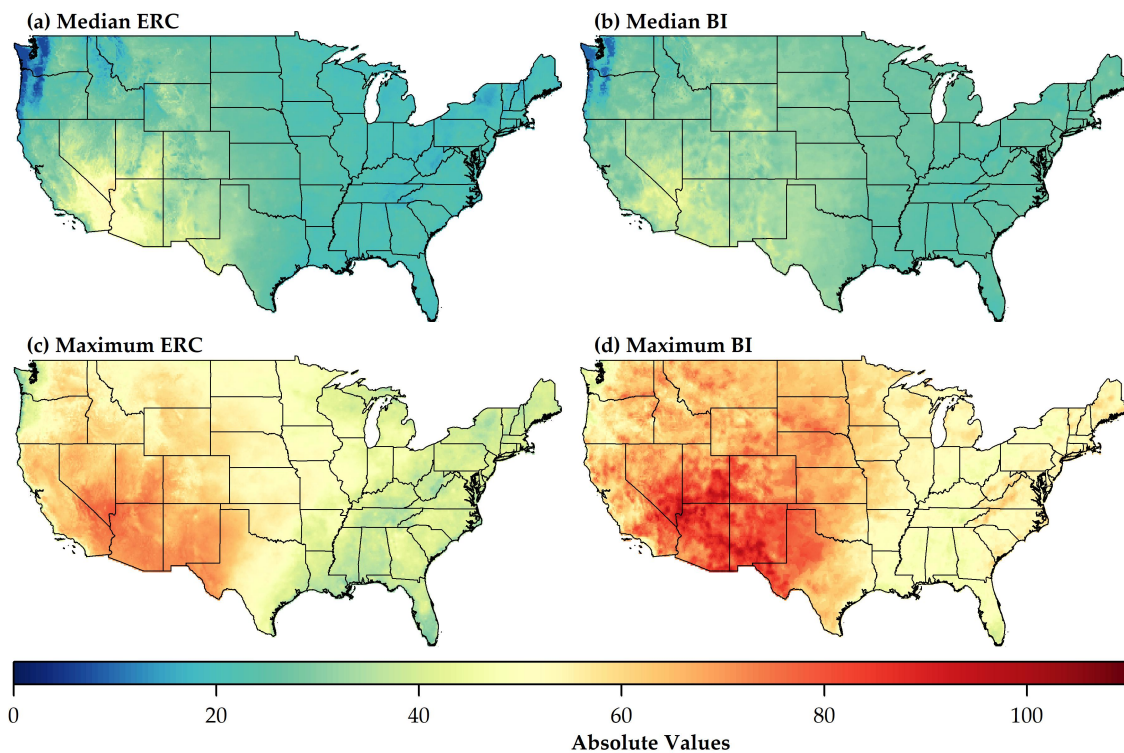 (a) Median ERC
(b) Median BI
(c) Maximum ERC
(d) Maximum BI
0 20 40 60 80 100
Absolute Values